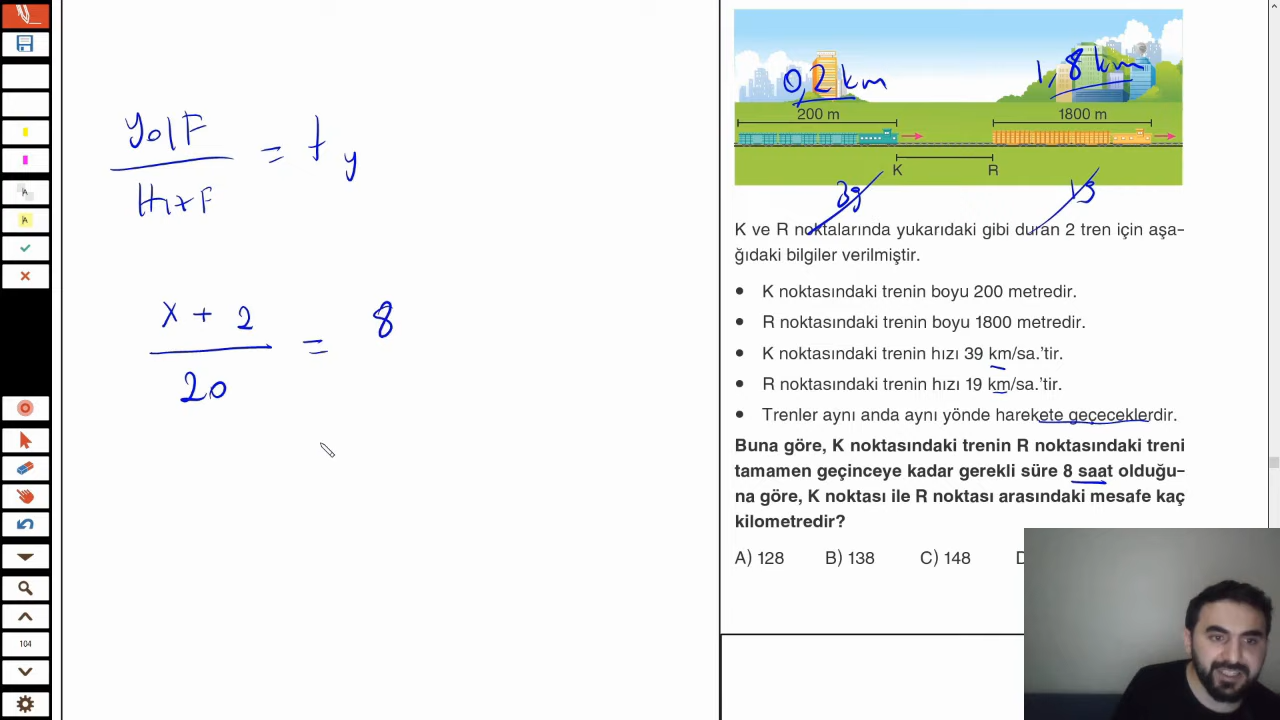 yol F
Hız F
= t y
x + 2
20
= 8
0,2 km
1,8 km
200 m
1800 m
K
R
39
19
K ve R noktalarında yukarıdaki gibi duran 2 tren için aşa-
ğıdaki bilgiler verilmiştir.
• K noktasındaki trenin boyu 200 metredir.
• R noktasındaki trenin boyu 1800 metredir.
• K noktasındaki trenin hızı 39 km/sa.'tir.
• R noktasındaki trenin hızı 19 km/sa.'tir.
• Trenler aynı anda aynı yönde harekete geçeceklerdir.
Buna göre, K noktasındaki trenin R noktasındaki treni
tamamen geçinceye kadar gerekli süre 8 saat olduğu-
na göre, K noktası ile R noktası arasındaki mesafe kaç
kilometredir?
A) 128 B) 138 C) 148
104